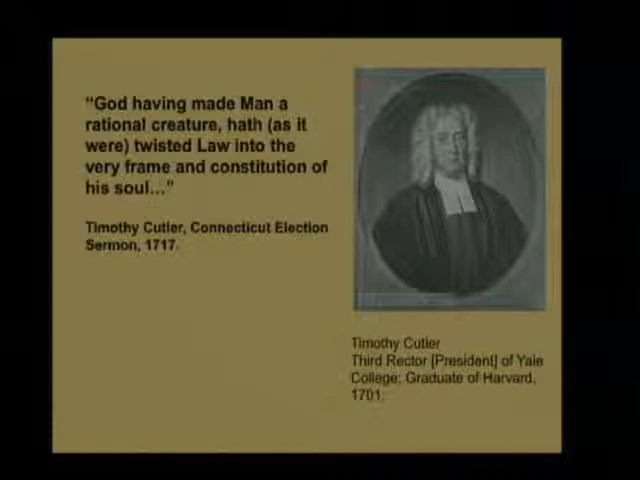 “God having made Man a
rational creature, hath (as it
were) twisted Law into the
very frame and constitution of
his soul…”
Timothy Cutler, Connecticut Election
Sermon, 1717.
Timothy Cutler
Third Rector [President] of Yale
College; Graduate of Harvard,
1701.